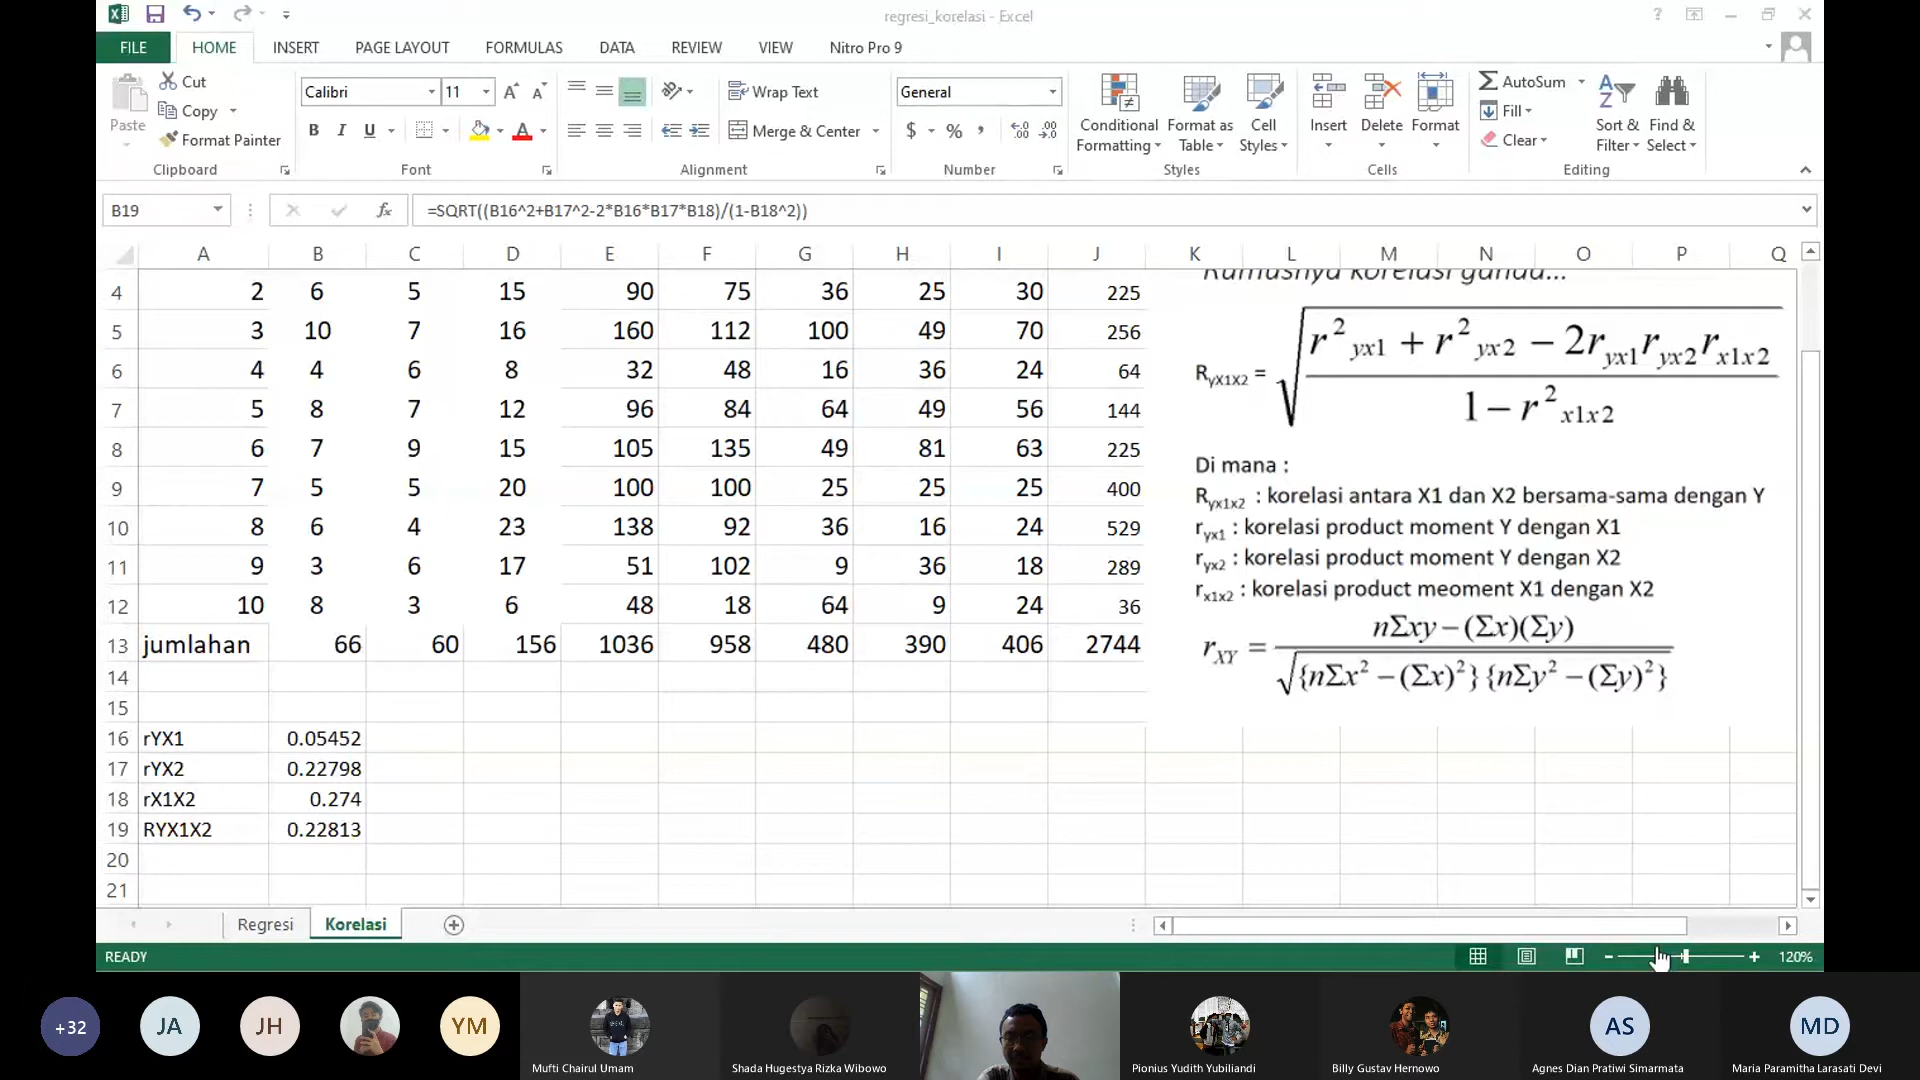 regresi_korelasi - Excel
FILE HOME INSERT PAGE LAYOUT FORMULAS DATA REVIEW VIEW Nitro Pro 9
Paste
Cut
Copy
Format Painter
Clipboard
Calibri 11
B I U
Font
Wrap Text
Merge & Center
Alignment
General
$ % ,
Number
Conditional Formatting
Format as Table
Cell Styles
Styles
Insert Delete Format
Cells
AutoSum
Fill
Clear
Sort & Filter
Find & Select
Editing
B19 fx =SQRT((B16^2+B17^2-2*B16*B17*B18)/(1-B18^2))
A B C D E F G H I J K L M N O P Q
4 2 6 5 15 90 75 36 25 30 225
5 3 10 7 16 160 112 100 49 70 256
6 4 4 6 8 32 48 16 36 24 64
7 5 8 7 12 96 84 64 49 56 144
8 6 7 9 15 105 135 49 81 63 225
9 7 5 5 20 100 100 25 25 25 400
10 8 6 4 23 138 92 36 16 24 529
11 9 3 6 17 51 102 9 36 18 289
12 10 8 3 6 48 18 64 9 24 36
13 jumlahan 66 60 156 1036 958 480 390 406 2744
14
15
16 rYX1 0.05452
17 rYX2 0.22798
18 rX1X2 0.274
19 RYX1X2 0.22813
20
21
Rumusnya korelasi ganda...
RyX1X2 = √((r²yx1 + r²yx2 − 2ryx1ryx2rx1x2) / (1 − r²x1x2))
Di mana :
Ryx1x2 : korelasi antara X1 dan X2 bersama-sama dengan Y
ryx1 : korelasi product moment Y dengan X1
ryx2 : korelasi product moment Y dengan X2
rx1x2 : korelasi product meoment X1 dengan X2
rXY = (nΣxy − (Σx)(Σy)) / √({nΣx² − (Σx)²} {nΣy² − (Σy)²})
Regresi Korelasi
READY
120%
+32 JA JH YM AS MD
Mufti Chairul Umam
Shada Hugestya Rizka Wibowo
Pionius Yudith Yubiliandi
Billy Gustav Hernowo
Agnes Dian Pratiwi Simarmata
Maria Paramitha Larasati Devi